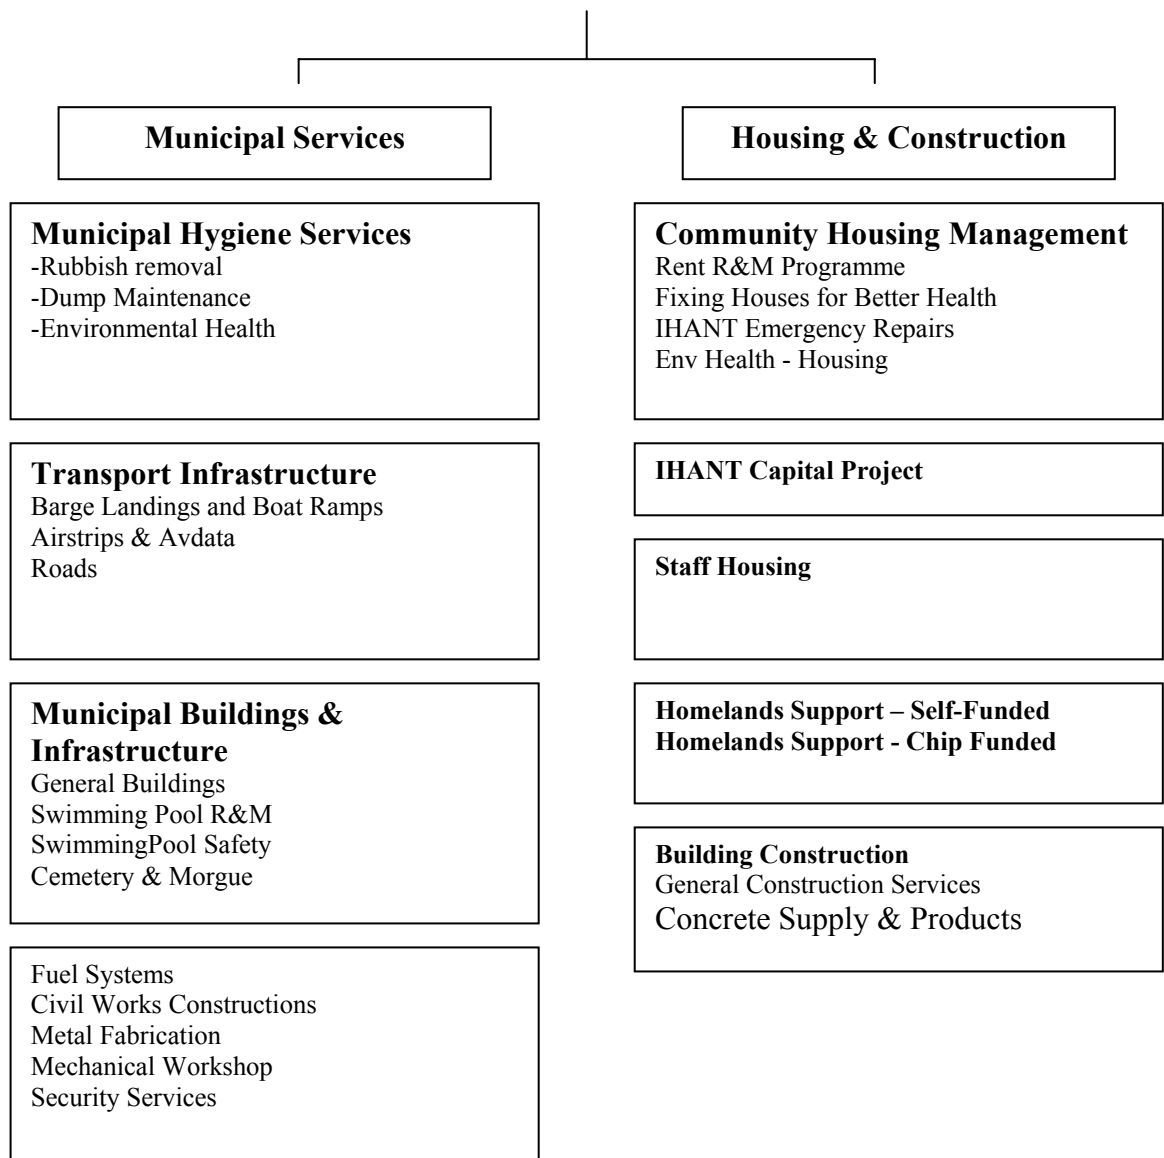 Municipal Services
Municipal Hygiene Services
-Rubbish removal
-Dump Maintenance
-Environmental Health
Transport Infrastructure
Barge Landings and Boat Ramps
Airstrips & Avdata
Roads
Municipal Buildings &
Infrastructure
General Buildings
Swimming Pool R&M
SwimmingPool Safety
Cemetery & Morgue
Fuel Systems
Civil Works Constructions
Metal Fabrication
Mechanical Workshop
Security Services
Housing & Construction
Community Housing Management
Rent R&M Programme
Fixing Houses for Better Health
IHANT Emergency Repairs
Env Health - Housing
IHANT Capital Project
Staff Housing
Homelands Support – Self-Funded
Homelands Support - Chip Funded
Building Construction
General Construction Services
Concrete Supply & Products